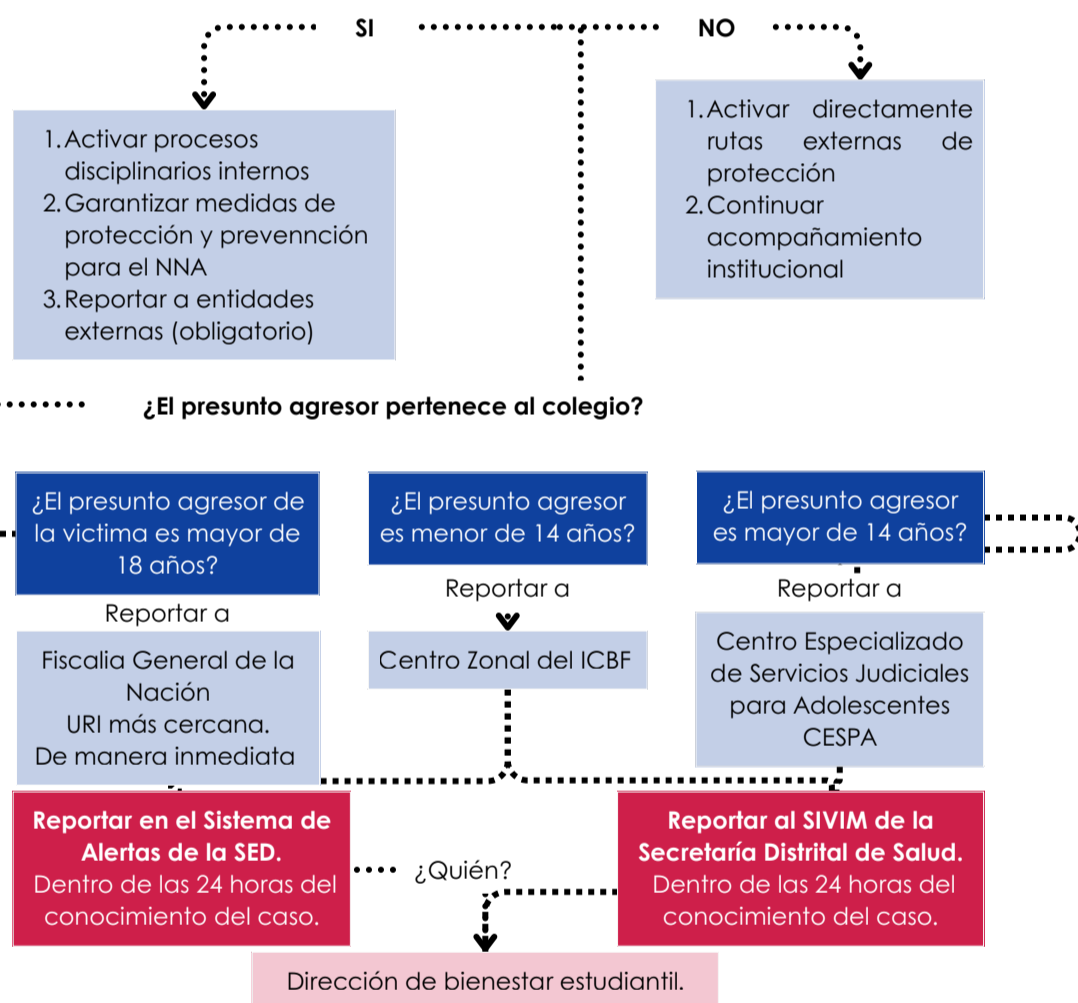 SI
NO
1. Activar procesos
disciplinarios internos
2. Garantizar medidas de
protección y prevennción
para el NNA
3. Reportar a entidades
externas (obligatorio)
1. Activar directamente
rutas externas de
protección
2. Continuar
acompañamiento
institucional
¿El presunto agresor pertenece al colegio?
¿El presunto agresor de
la victima es mayor de
18 años?
Reportar a
Fiscalia General de la
Nación
URI más cercana.
De manera inmediata
¿El presunto agresor
es menor de 14 años?
Reportar a
Centro Zonal del ICBF
¿El presunto agresor
es mayor de 14 años?
Reportar a
Centro Especializado
de Servicios Judiciales
para Adolescentes
CESPA
Reportar en el Sistema de
Alertas de la SED.
Dentro de las 24 horas del
conocimiento del caso.
¿Quién?
Reportar al SIVIM de la
Secretaría Distrital de Salud.
Dentro de las 24 horas del
conocimiento del caso.
Dirección de bienestar estudiantil.